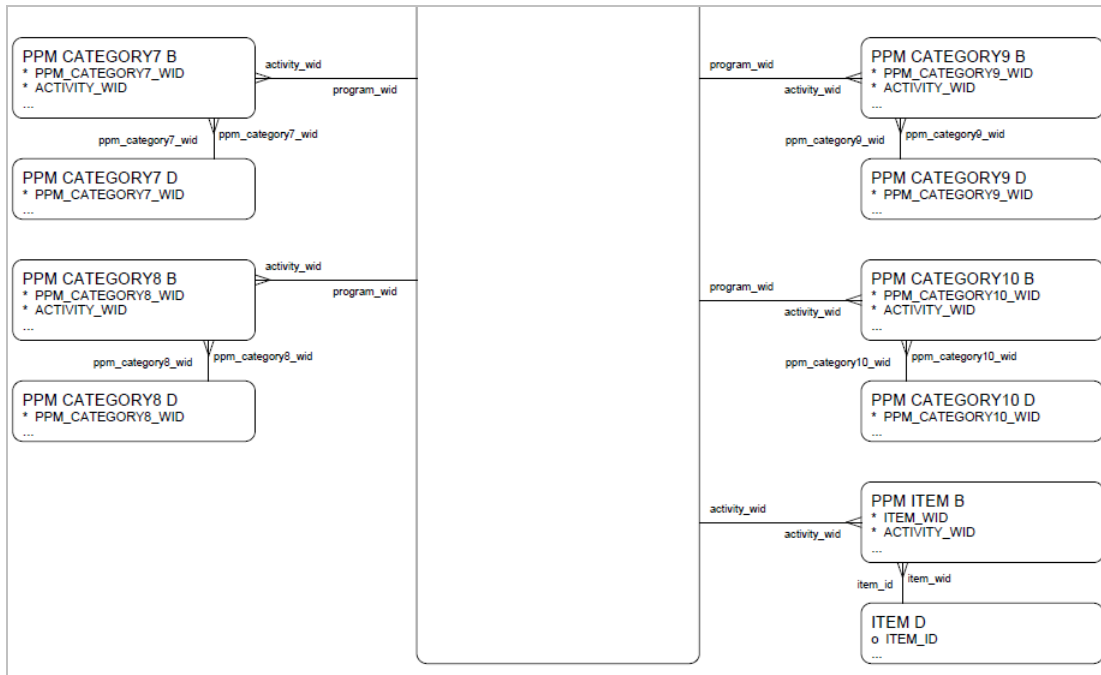 PPM CATEGORY7 B
* PPM_CATEGORY7_WID
* ACTIVITY_WID
...
activity_wid
program_wid
ppm_category7_wid
ppm_category7_wid
PPM CATEGORY7 D
* PPM_CATEGORY7_WID
...
PPM CATEGORY8 B
* PPM_CATEGORY8_WID
* ACTIVITY_WID
...
activity_wid
program_wid
ppm_category8_wid
ppm_category8_wid
PPM CATEGORY8 D
* PPM_CATEGORY8_WID
...
program_wid
activity_wid
PPM CATEGORY9 B
* PPM_CATEGORY9_WID
* ACTIVITY_WID
...
ppm_category9_wid
ppm_category9_wid
PPM CATEGORY9 D
* PPM_CATEGORY9_WID
...
program_wid
activity_wid
PPM CATEGORY10 B
* PPM_CATEGORY10_WID
* ACTIVITY_WID
...
ppm_category10_wid
ppm_category10_wid
PPM CATEGORY10 D
* PPM_CATEGORY10_WID
...
activity_wid
activity_wid
PPM ITEM B
* ITEM_WID
* ACTIVITY_WID
...
item_id
item_wid
ITEM D
o ITEM_ID
...